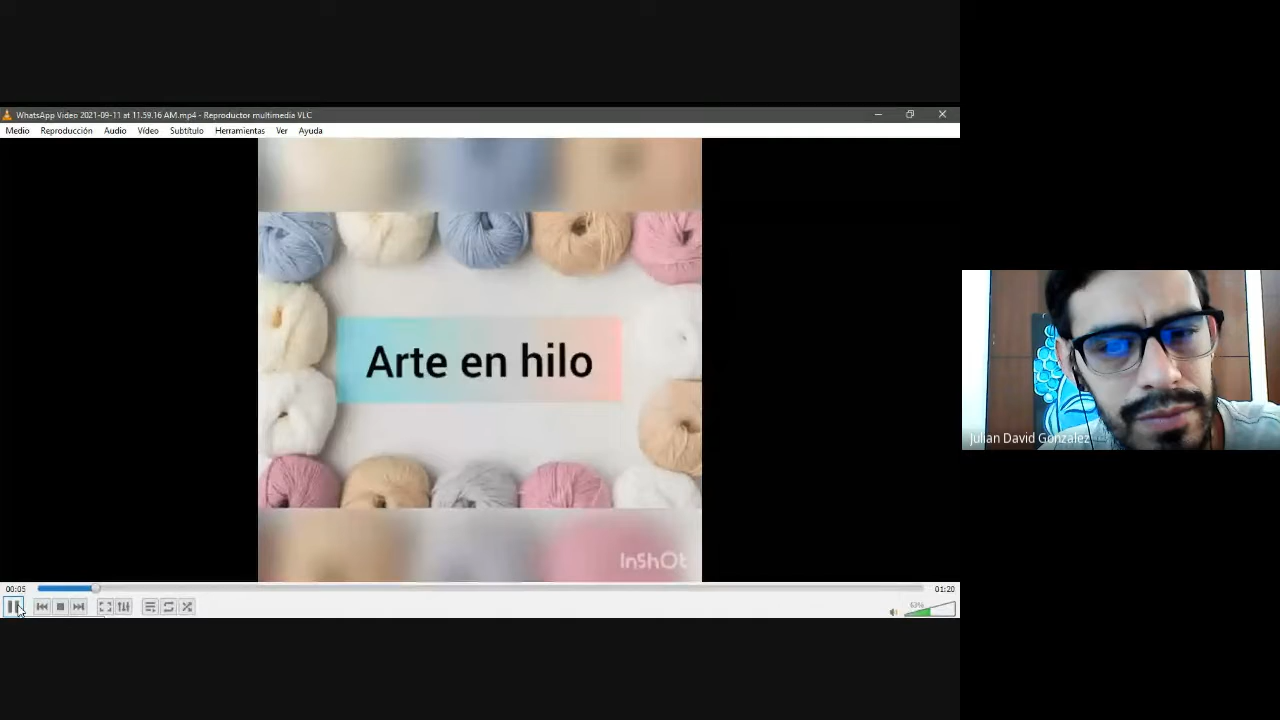 WhatsApp Video 2021-09-11 at 11.59.16 AM.mp4 - Reproductor multimedia VLC
Medio Reproducción Audio Vídeo Subtítulo Herramientas Ver Ayuda
Arte en hilo
InShOt
Julian David Gonzalez
00:05
01:20
63%